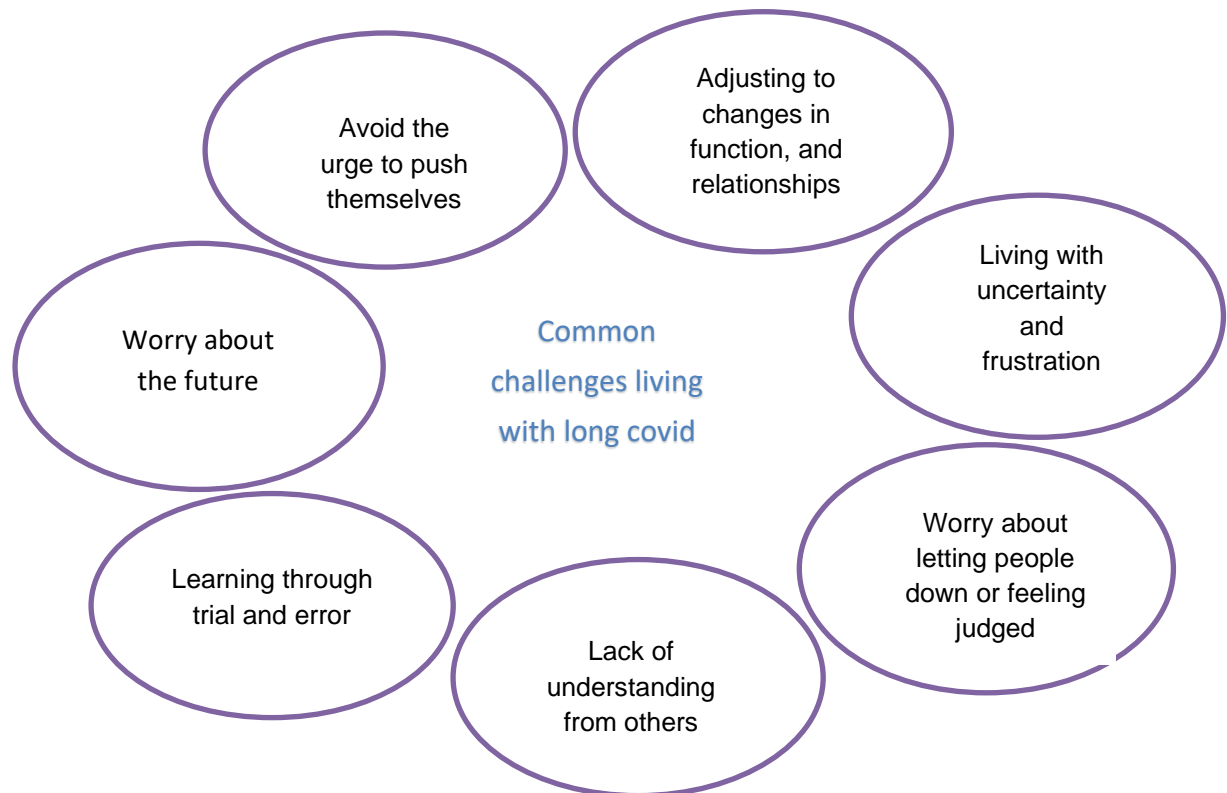 Adjusting to
changes in
function, and
relationships
Avoid the
urge to push
themselves
Living with
uncertainty
and
frustration
Common
challenges living
with long covid
Worry about
the future
Worry about
letting people
down or feeling
judged
Learning through
trial and error
Lack of
understanding
from others